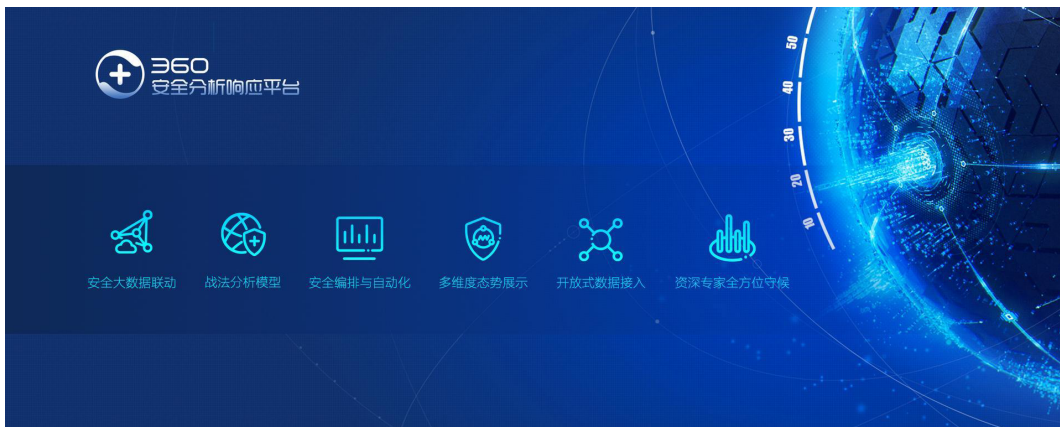 360
安全分析响应平台
50
40
30
20
10
安全大数据联动
战法分析模型
安全编排与自动化
多维度态势展示
开放式数据接入
资深专家全方位守候